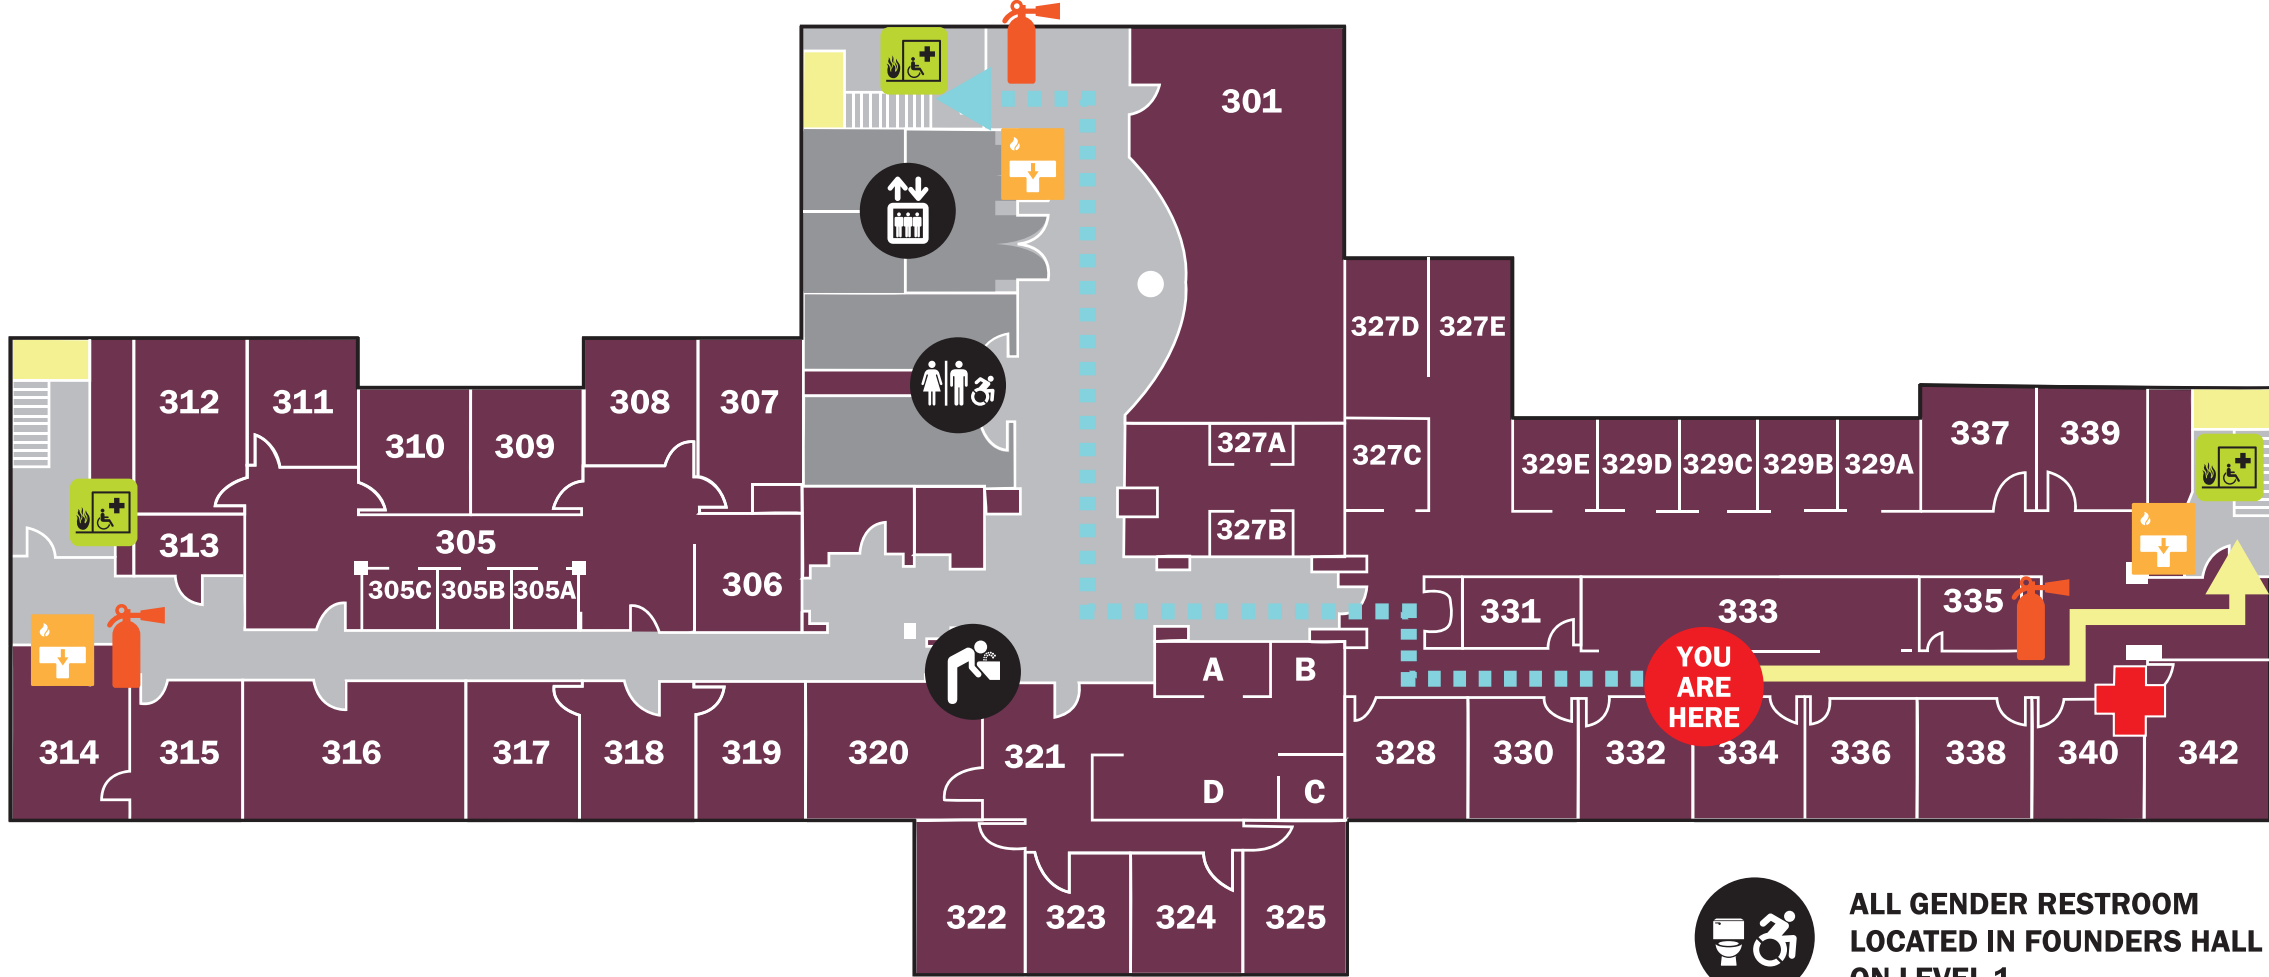 301
327D 327E
312 311 308 307
310 309
327A
327C
337 339
329E 329D 329C 329B 329A
327B
313 305
305C 305B 305A
306
331 333 335
YOU
ARE
HERE
A B
314 315 316 317 318 319 320 321
D C
328 330 332 334 336 338 340 342
322 323 324 325
ALL GENDER RESTROOM
LOCATED IN FOUNDERS HALL
ON LEVEL 1